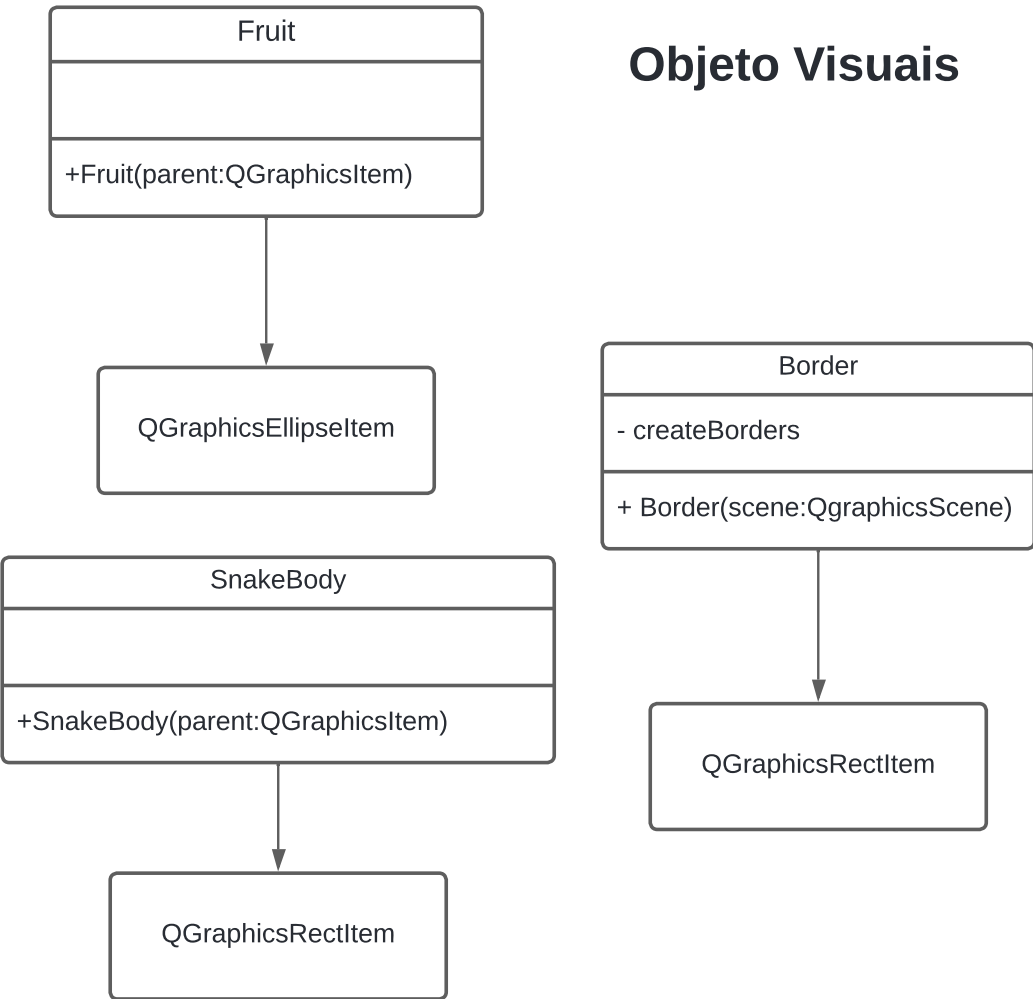 Fruit
+Fruit(parent:QGraphicsItem)
Objeto Visuais
QGraphicsEllipseItem
Border
- createBorders
+ Border(scene:QgraphicsScene)
SnakeBody
+SnakeBody(parent:QGraphicsItem)
QGraphicsRectItem
QGraphicsRectItem